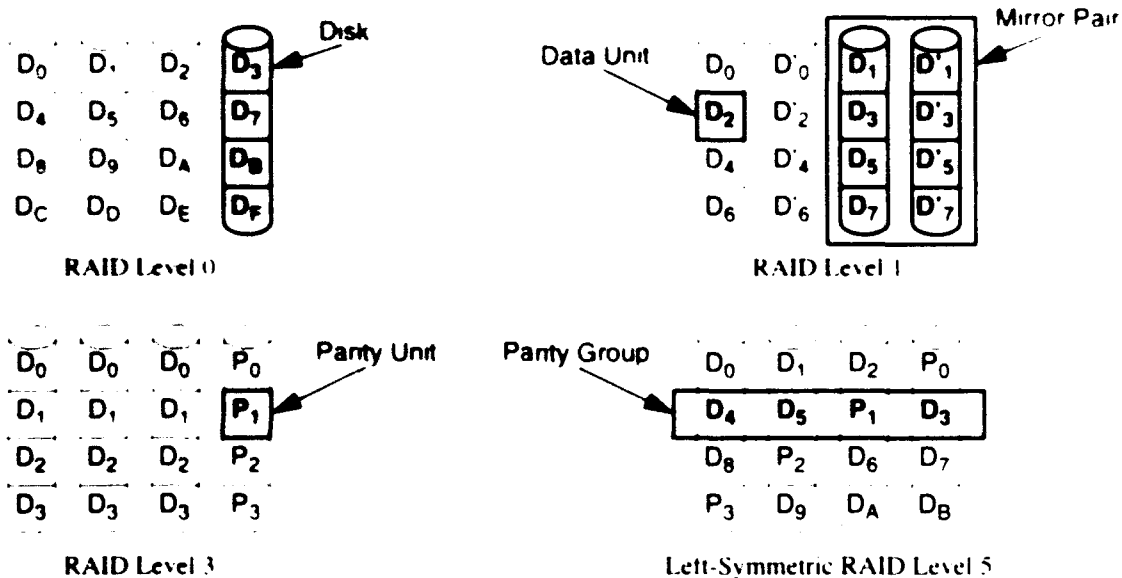 Disk
D0 D1 D2 D3
D4 D5 D6 D7
D8 D9 DA DB
DC DD DE DF
RAID Level 0
Mirror Pair
Data Unit
D0 D'0 D1 D'1
D2 D'2 D3 D'3
D4 D'4 D5 D'5
D6 D'6 D7 D'7
RAID Level 1
Parity Unit
D0 D0 D0 P0
D1 D1 D1 P1
D2 D2 D2 P2
D3 D3 D3 P3
RAID Level 3
Parity Group
D0 D1 D2 P0
D4 D5 P1 D3
D8 P2 D6 D7
P3 D9 DA DB
Left-Symmetric RAID Level 5